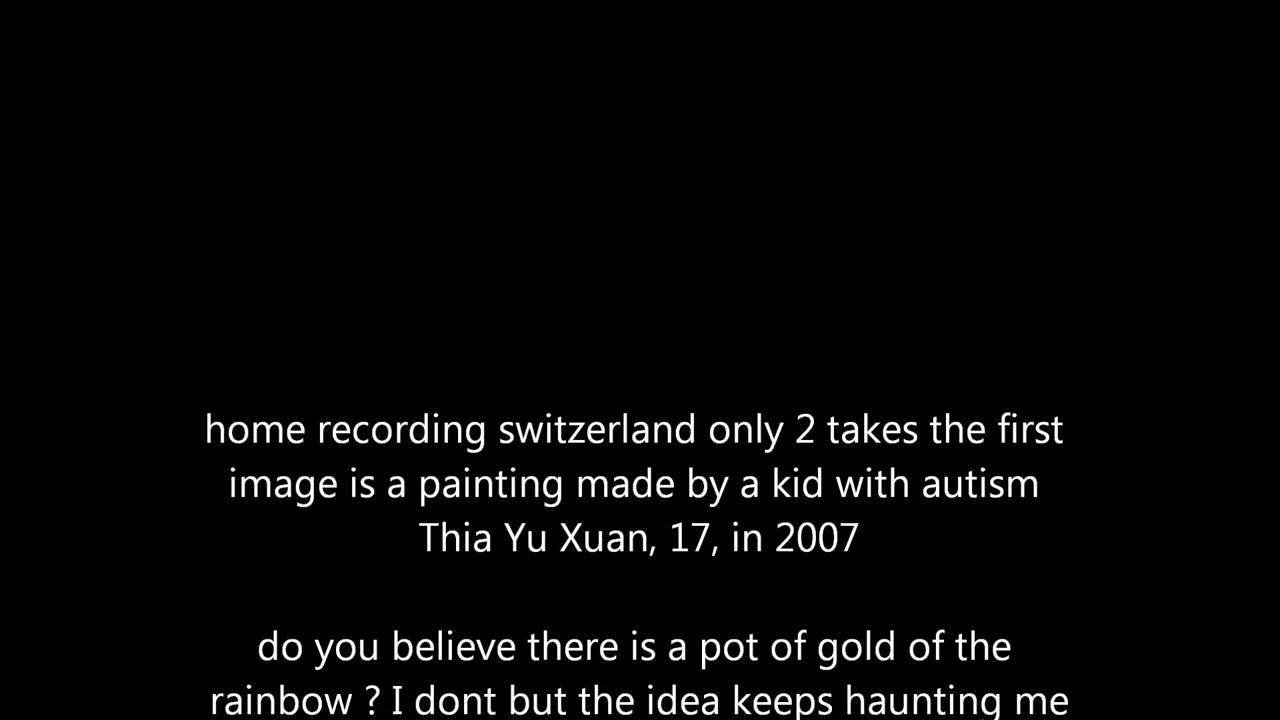 home recording switzerland only 2 takes the first
image is a painting made by a kid with autism
Thia Yu Xuan, 17, in 2007
do you believe there is a pot of gold of the
rainbow ? I dont but the idea keeps haunting me